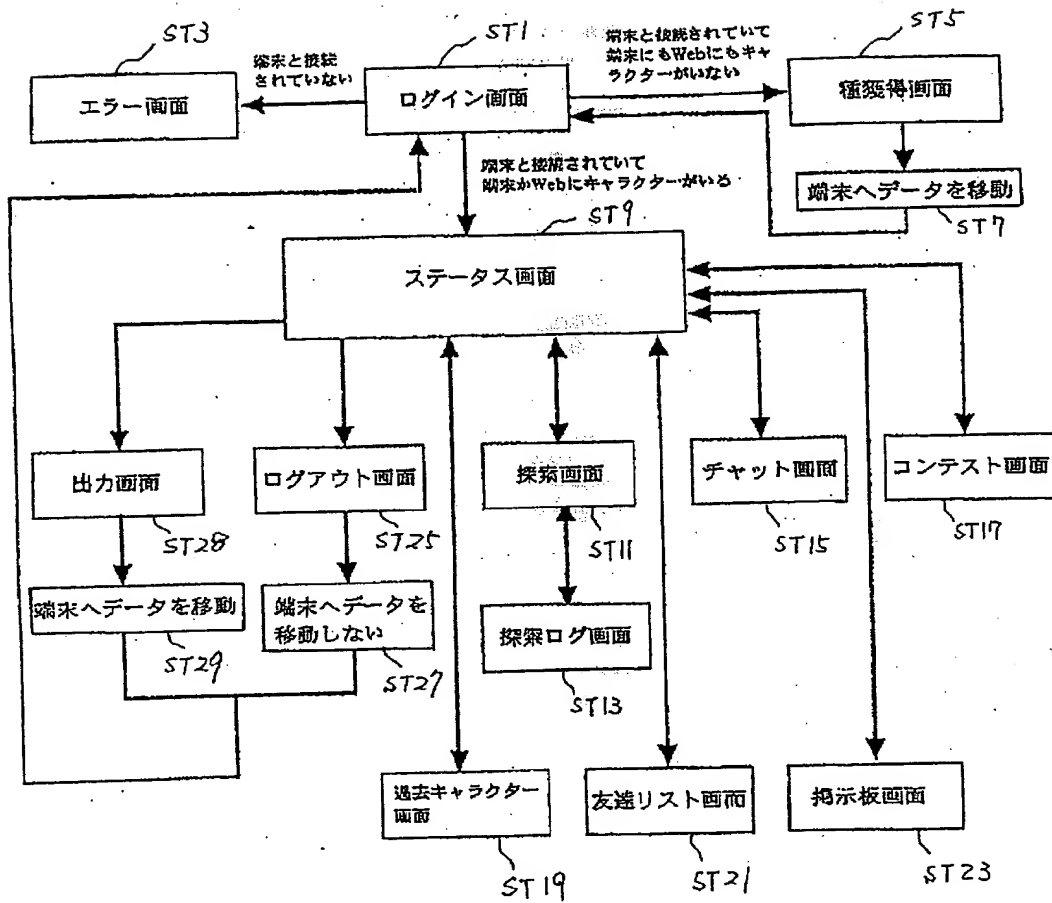 ST3
ST1
ST5
端末と接続
されていない
端末と接続されていて
端末にもWebにもキャ
ラクターがいない
エラー画面
ログイン画面
種獲得画面
端末と接続されていて
端末かWebにキャラクターがいる
端末へデータを移動
ST7
ST9
ステータス画面
出力画面
ST28
ログアウト画面
ST25
探索画面
ST11
チャット画面
ST15
コンテスト画面
ST17
端末へデータを移動
ST29
端末へデータを
移動しない
ST27
探索ログ画面
ST13
過去キャラクター
画面
ST19
友達リスト画面
ST21
掲示板画面
ST23